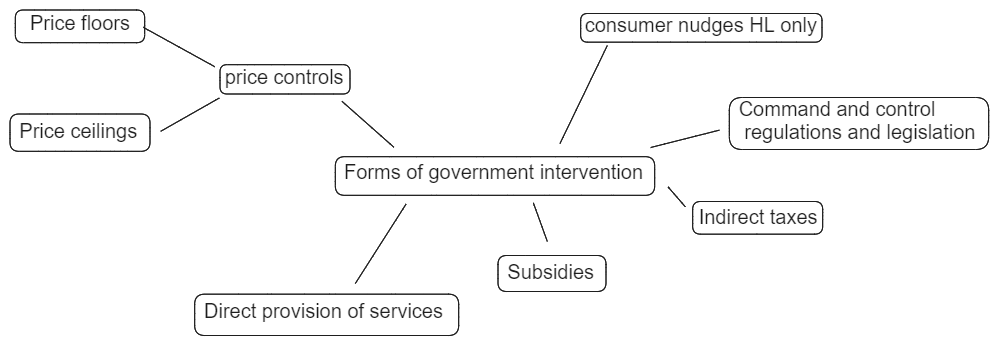 Price floors
consumer nudges HL only
price controls
Price ceilings
Command and control
regulations and legislation
Forms of government intervention
Indirect taxes
Subsidies
Direct provision of services